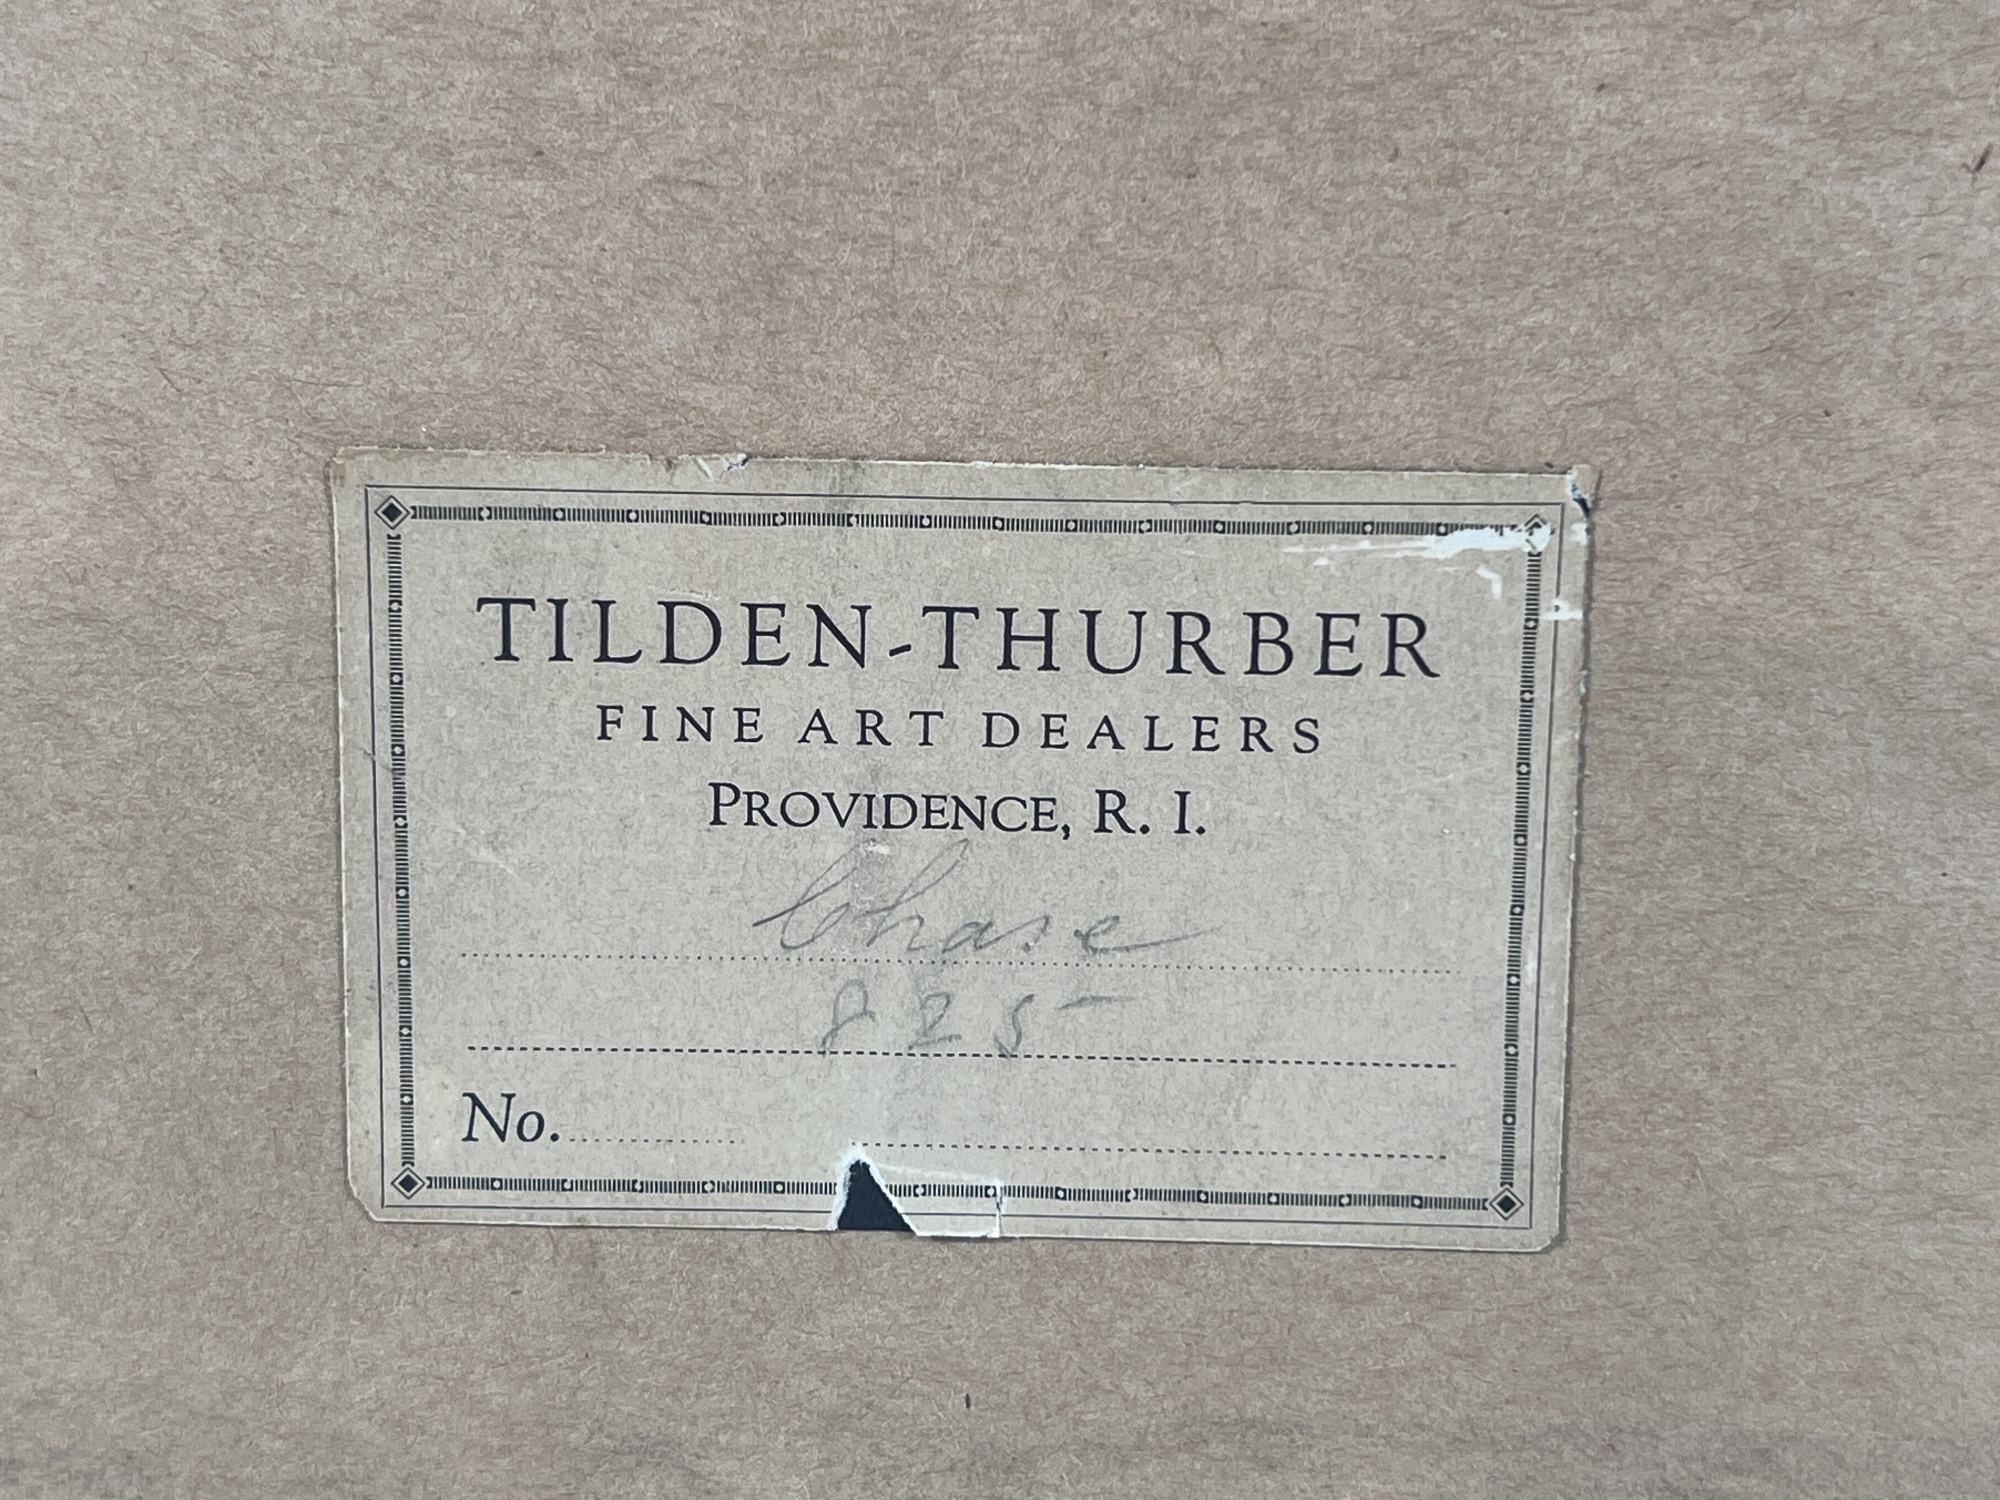 TILDEN-THURBER
FINE ART DEALERS
PROVIDENCE, R. I.
Chase
825
No.